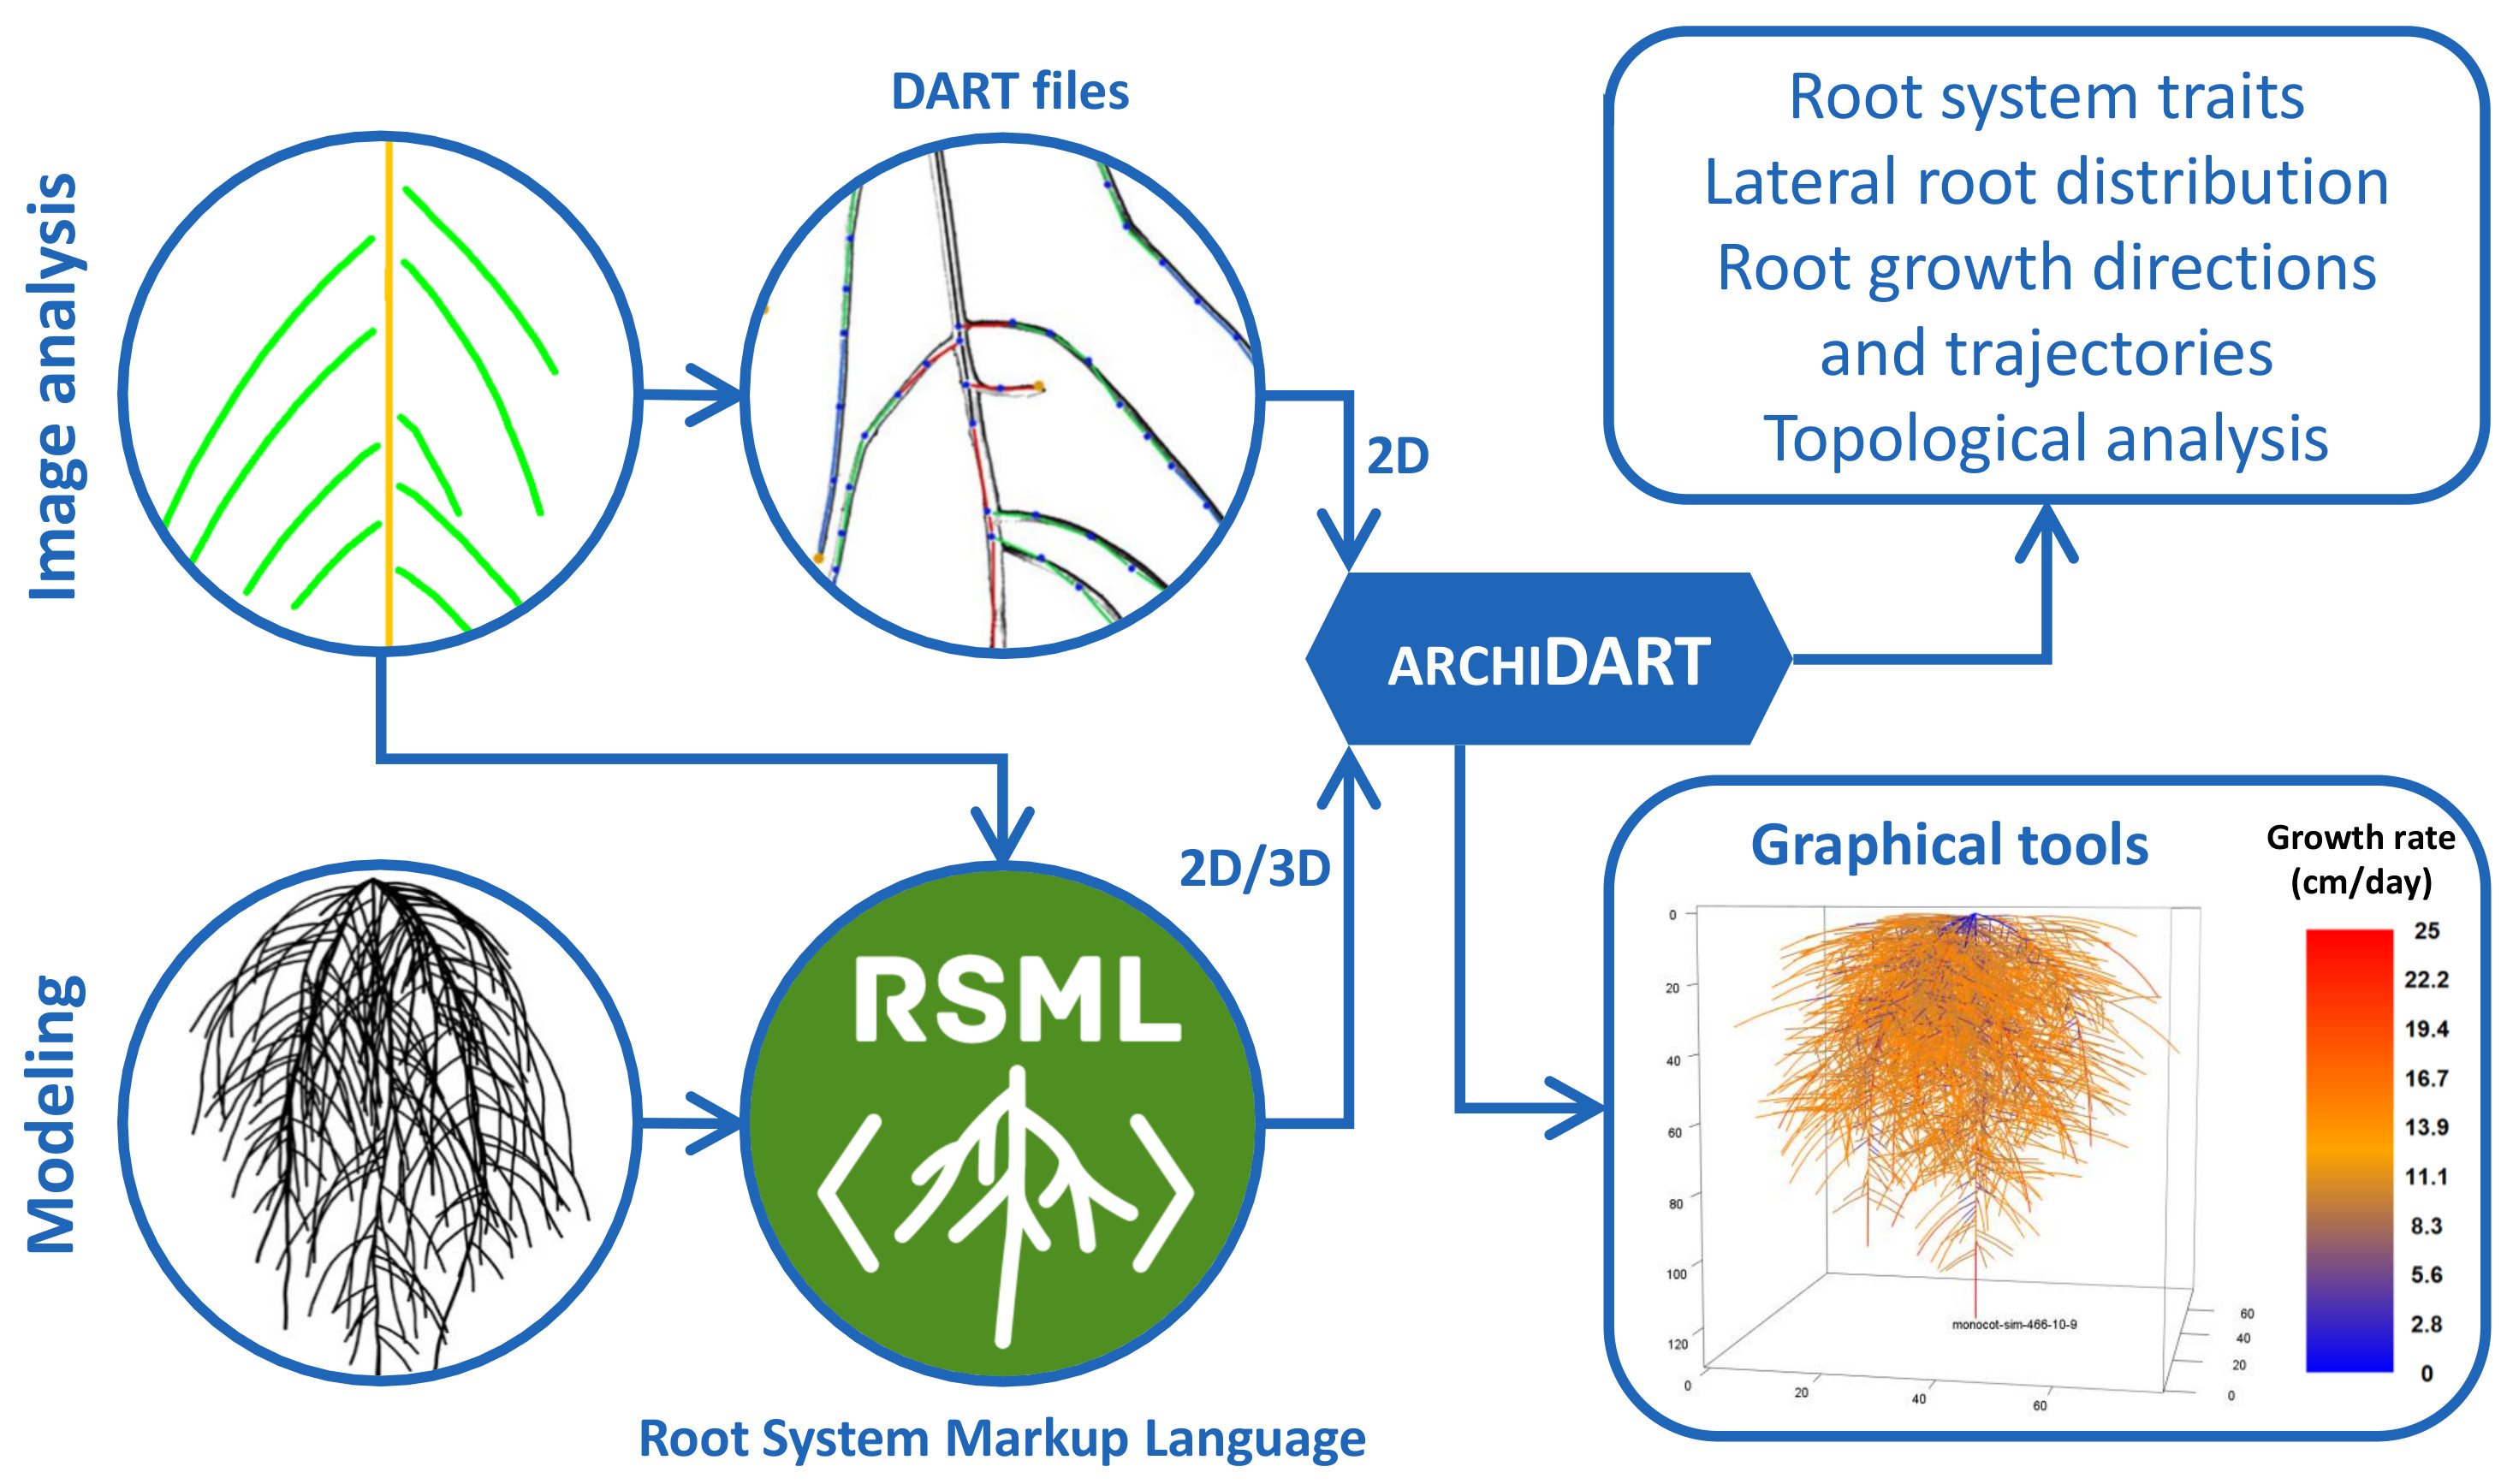 Image analysis
DART files
2D
Root system traits
Lateral root distribution
Root growth directions
and trajectories
Topological analysis
ARCHIDART
Modeling
RSML
Root System Markup Language
2D/3D
Graphical tools
Growth rate
(cm/day)
25
22.2
19.4
16.7
13.9
11.1
8.3
5.6
2.8
0
0
20
40
60
80
100
120
0
20
40
60
60
40
20
0
monocot-sim-466-10-9